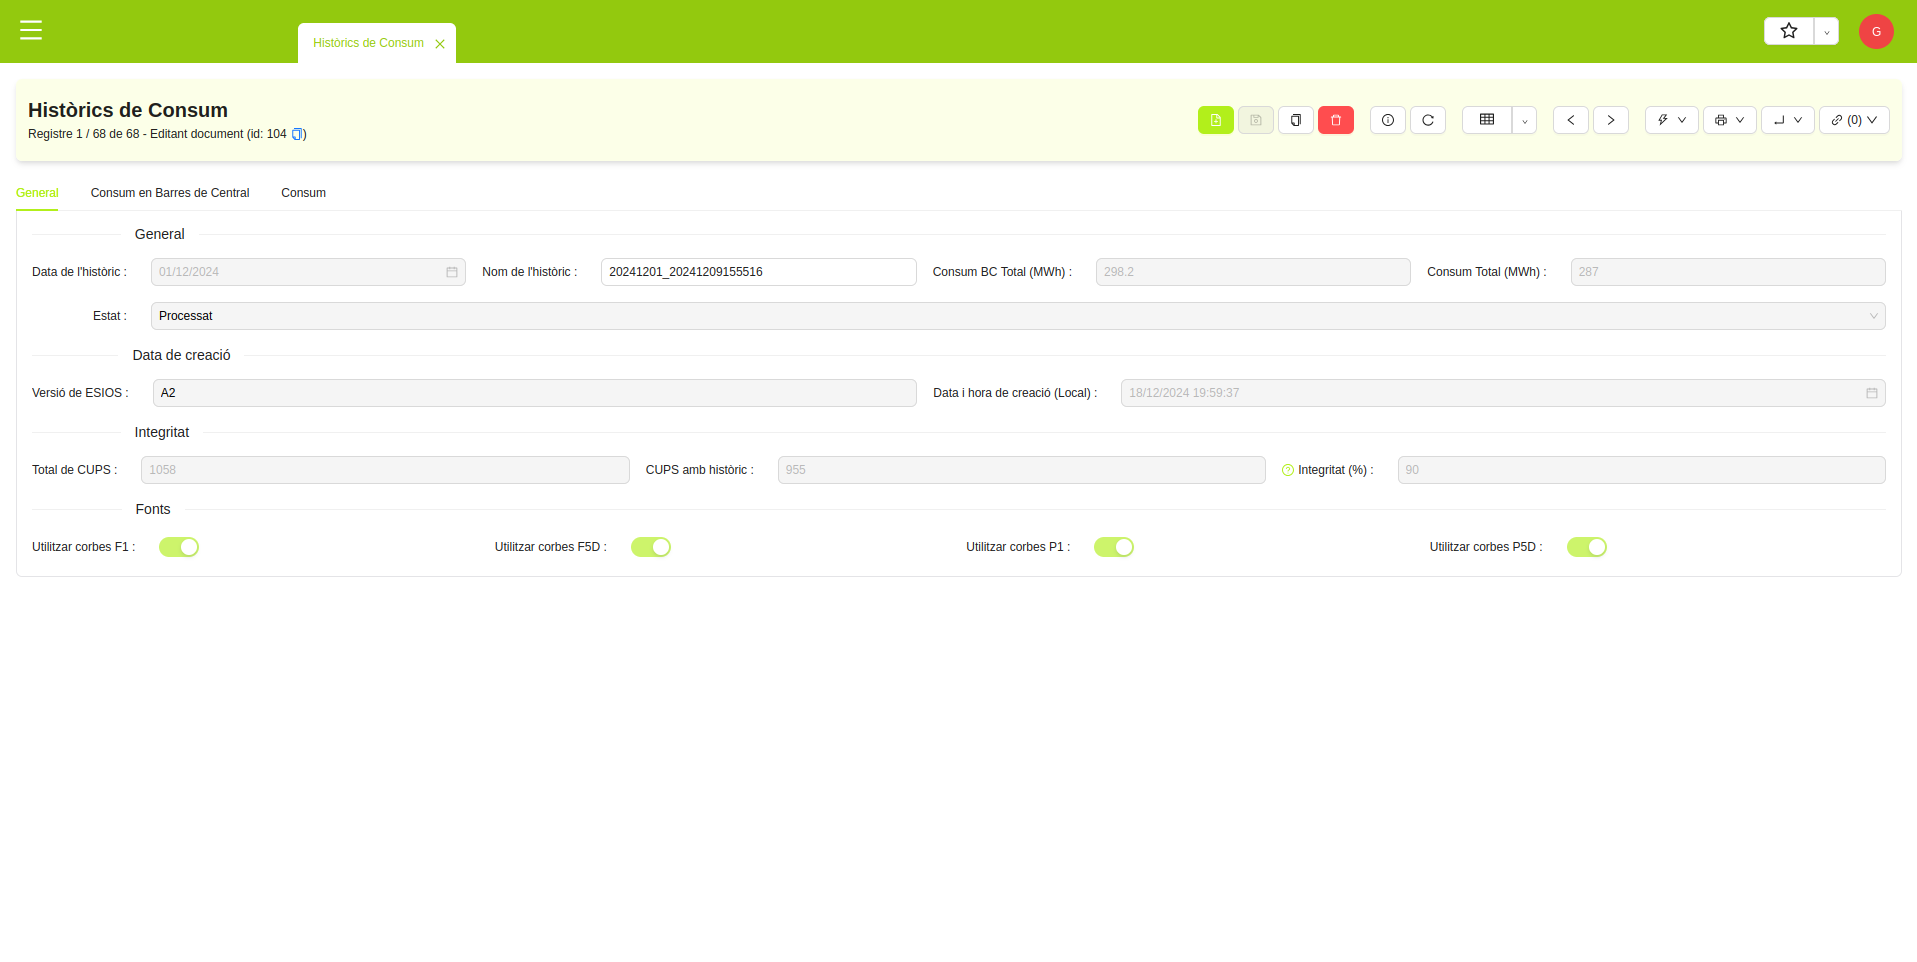 Històrics de Consum
G
Històrics de Consum
Registre 1 / 68 de 68 - Editant document (id: 104 )
(0)
General
Consum en Barres de Central
Consum
General
Data de l'històric : 01/12/2024
Nom de l'històric : 20241201_20241209155516
Consum BC Total (MWh) : 298.2
Consum Total (MWh) : 287
Estat : Processat
Data de creació
Versió de ESIOS : A2
Data i hora de creació (Local) : 18/12/2024 19:59:37
Integritat
Total de CUPS : 1058
CUPS amb històric : 955
Integritat (%) : 90
Fonts
Utilitzar corbes F1 :
Utilitzar corbes F5D :
Utilitzar corbes P1 :
Utilitzar corbes P5D :